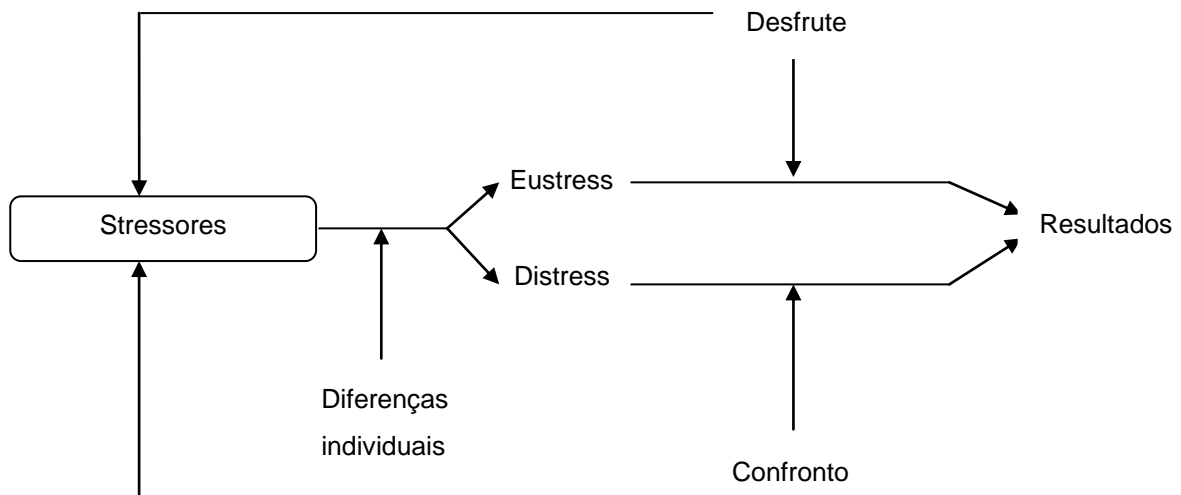 Desfrute
Eustress
Stressores
Resultados
Distress
Diferenças
individuais
Confronto